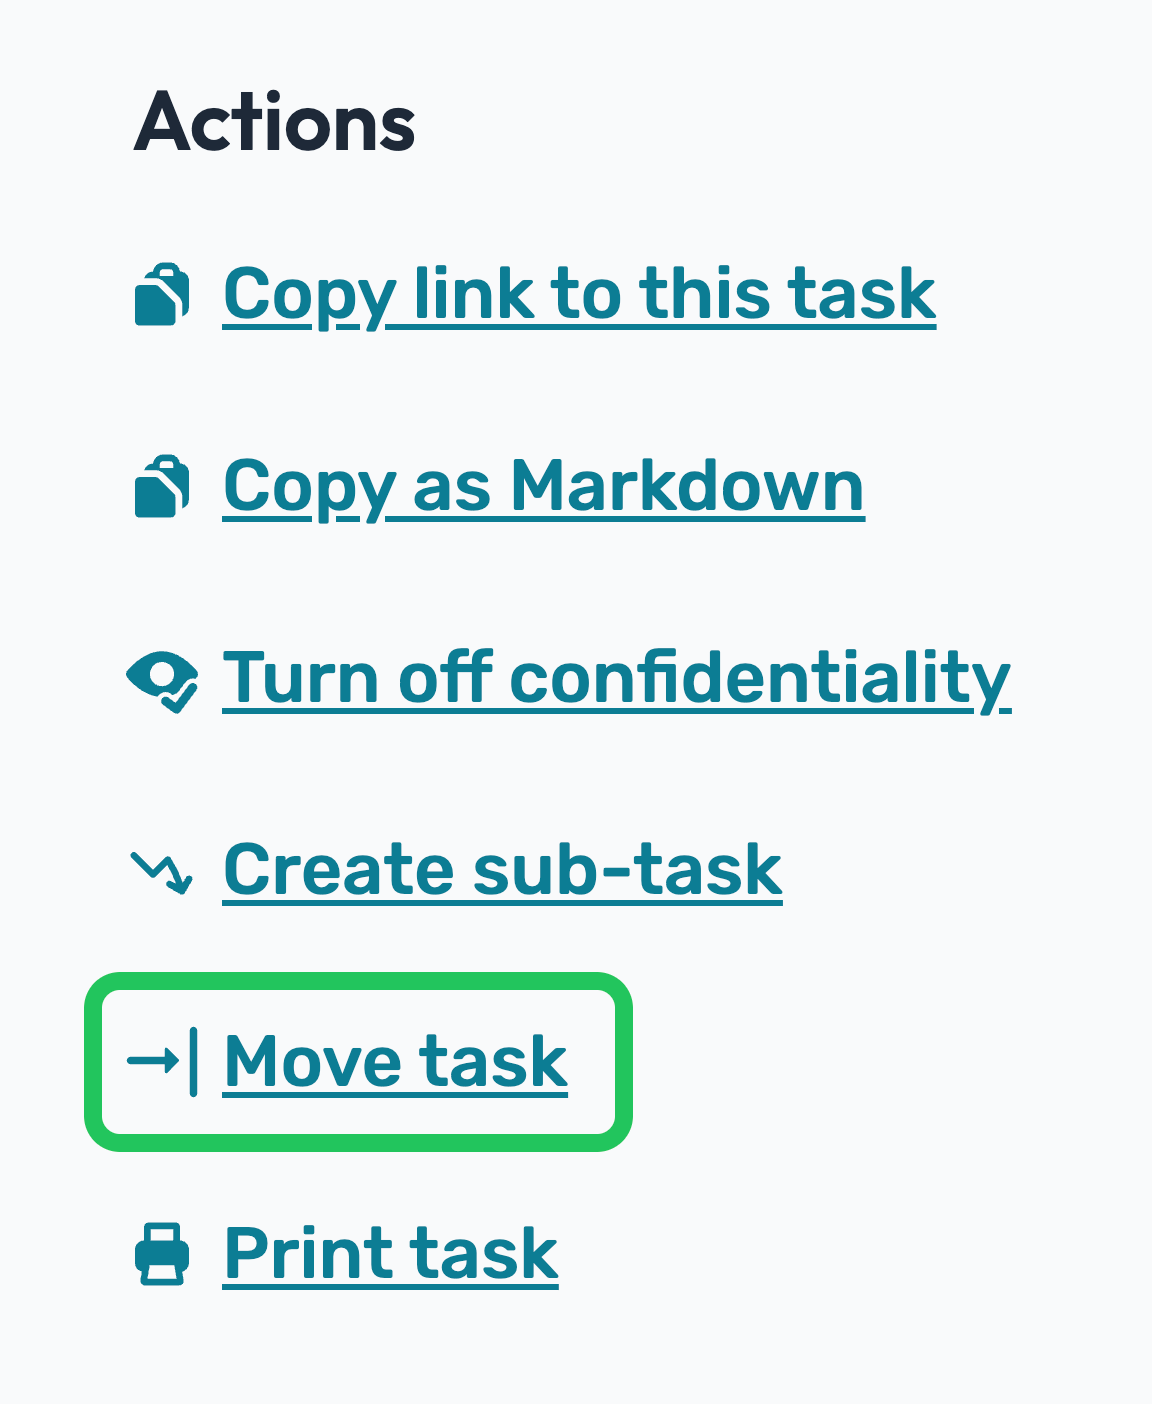 Actions
Copy link to this task
Copy as Markdown
Turn off confidentiality
Create sub-task
Move task
Print task